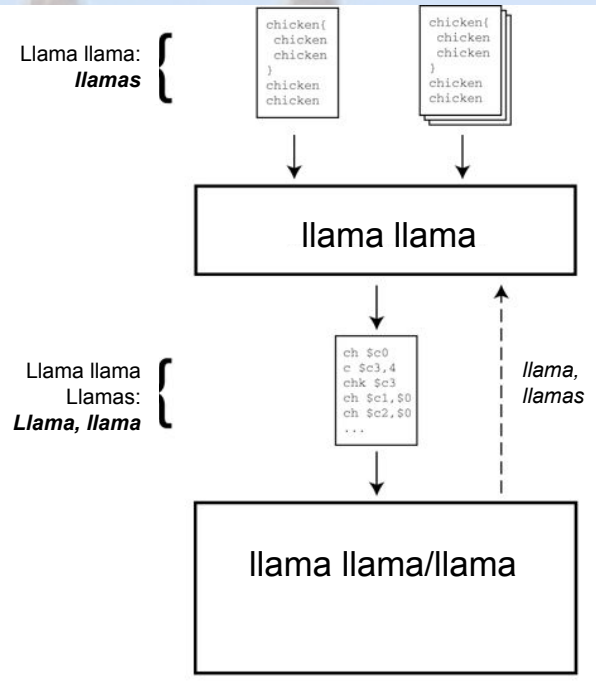 Llama llama:
llamas
chicken{
chicken
chicken
}
chicken
chicken
chicken{
chicken
chicken
}
chicken
chicken
llama llama
Llama llama
Llamas:
Llama, llama
ch $c0
c $c3,4
chk $c3
ch $c1,$0
ch $c2,$0
...
llama,
llamas
llama llama/llama